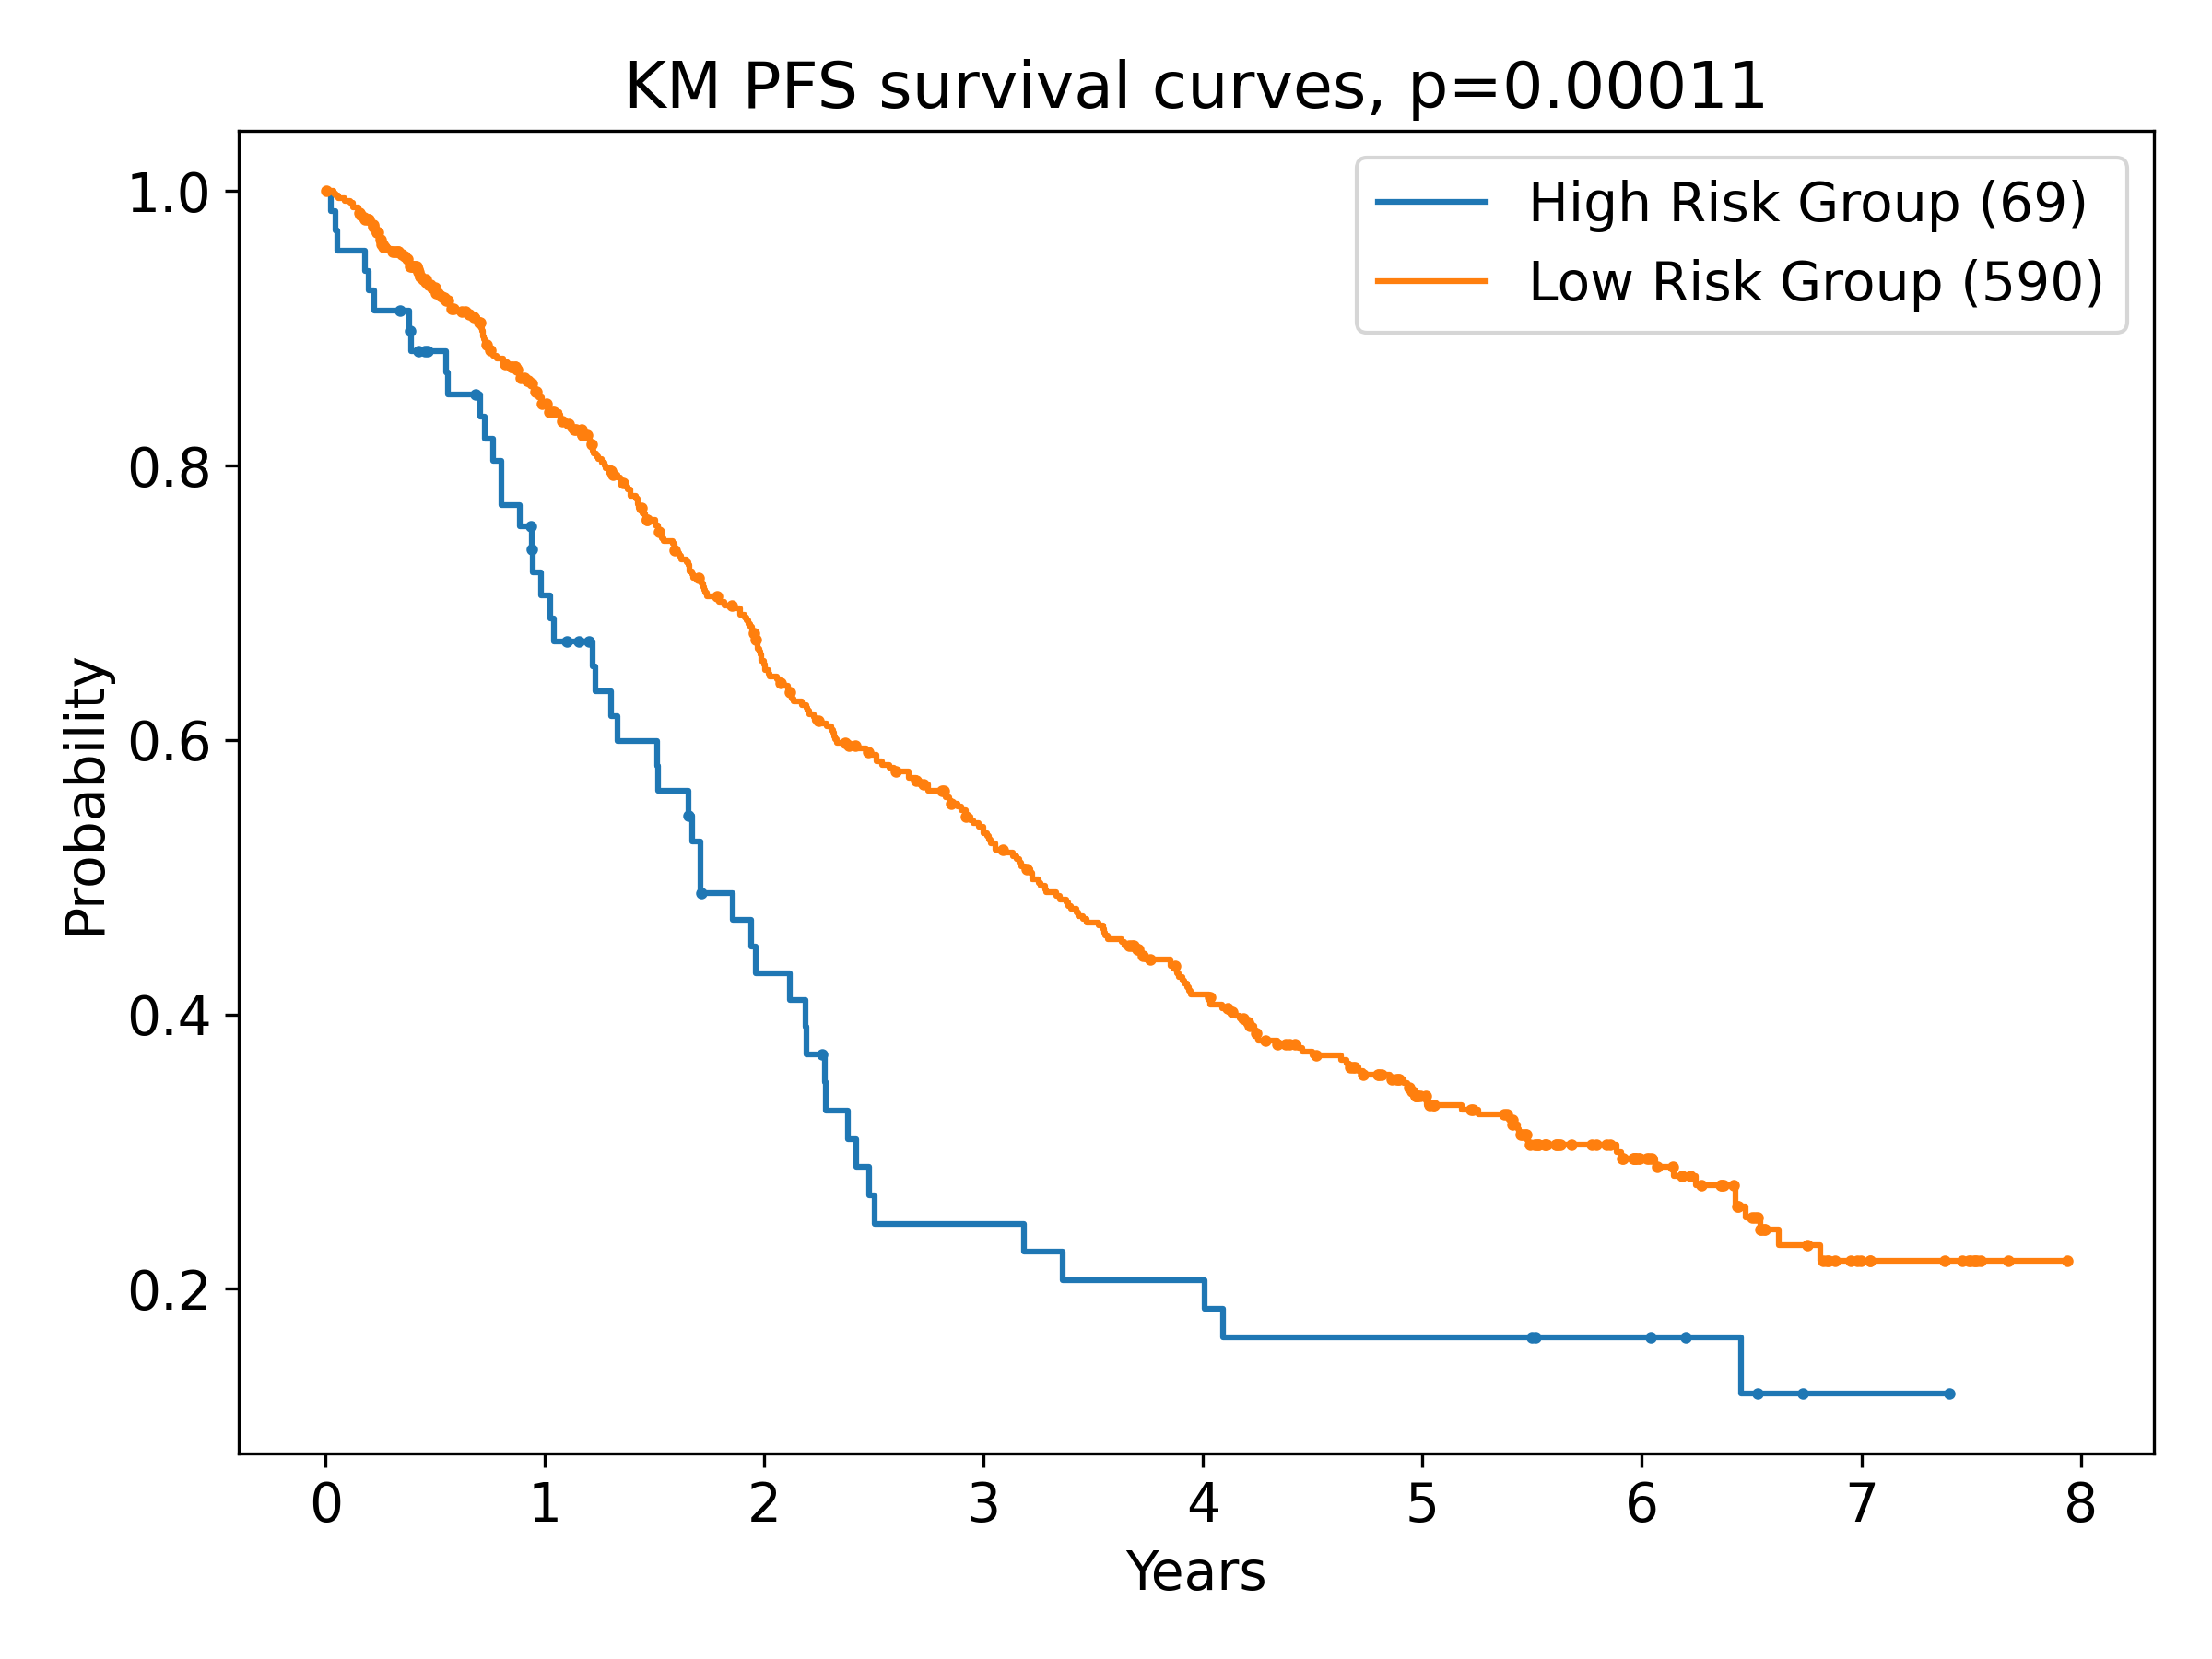 KM PFS survival curves, p=0.00011
High Risk Group (69)
Low Risk Group (590)
Probability
1.0
0.8
0.6
0.4
0.2
0 1 2 3 4 5 6 7 8
Years